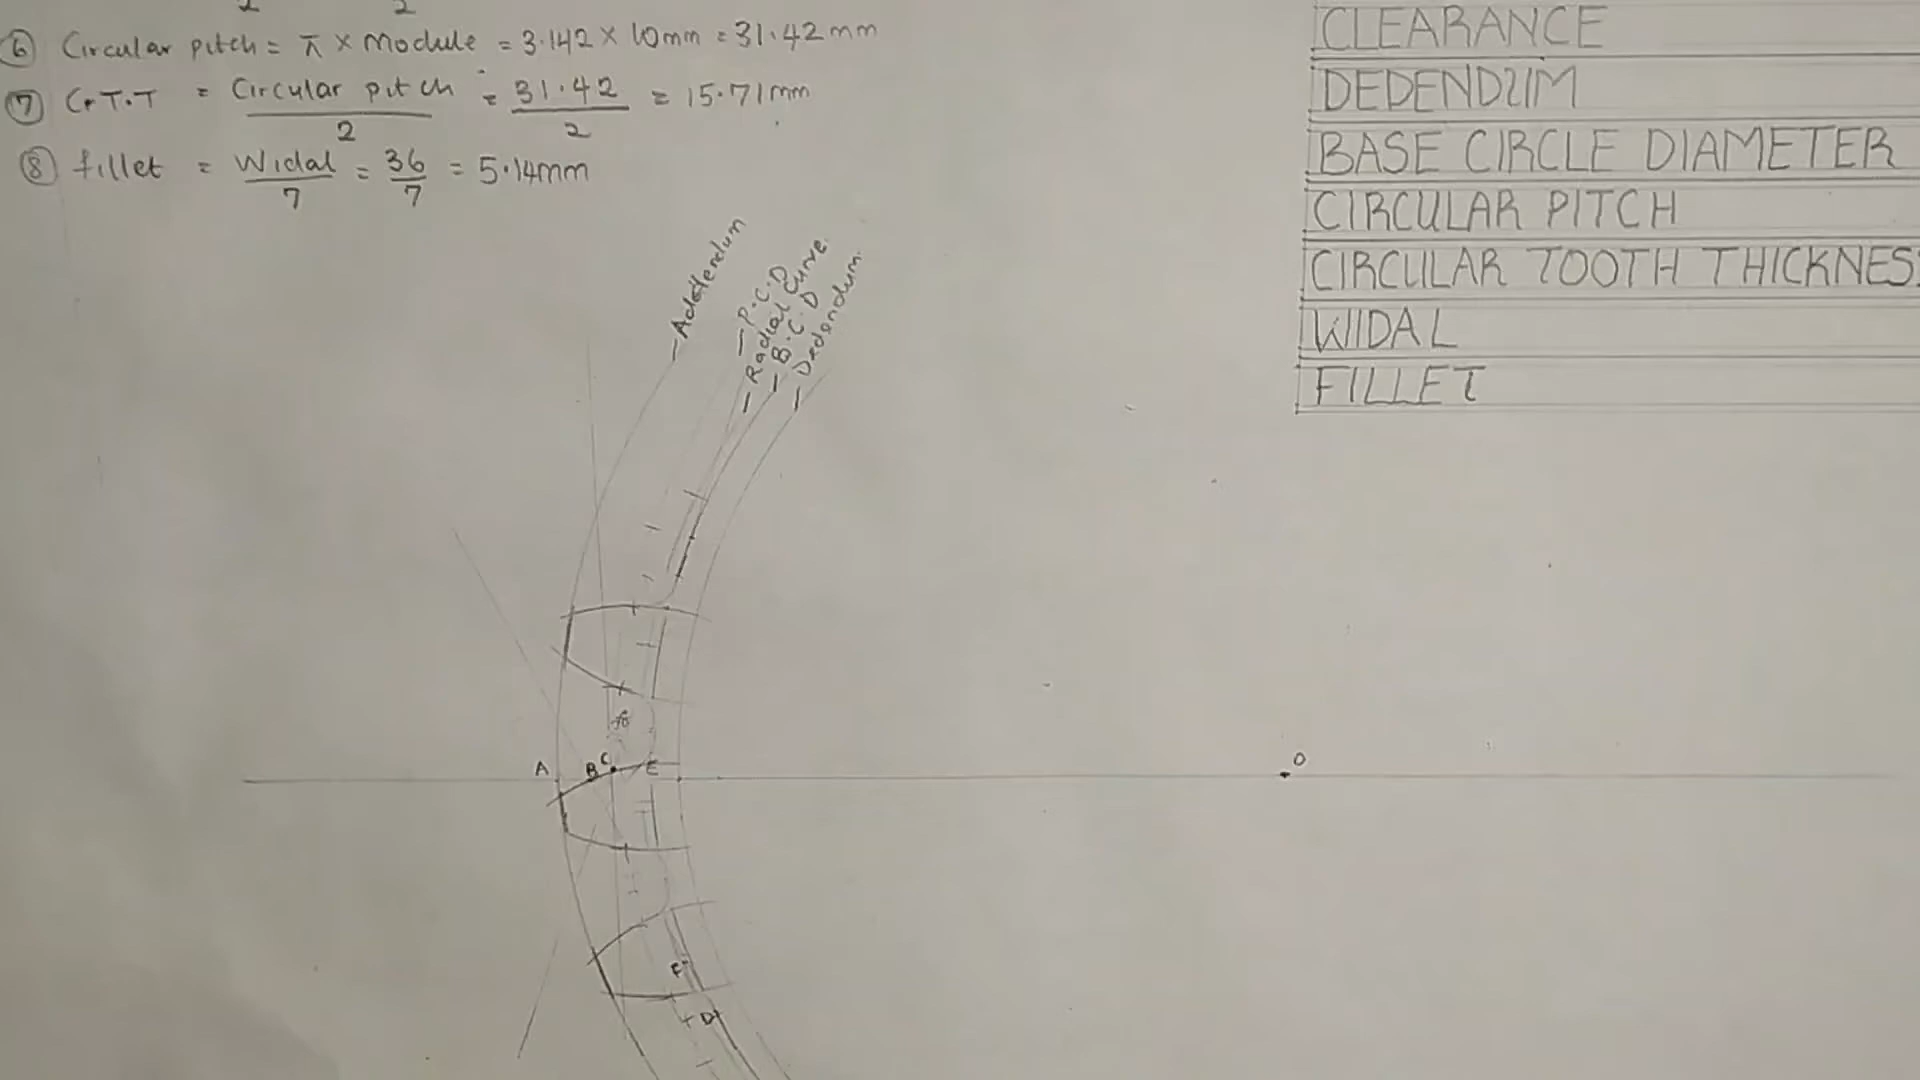 ⑥ Circular pitch = π × Module = 3.142 × 10mm = 31.42mm
⑦ C.T.T = Circular pitch / 2 = 31.42 / 2 = 15.71mm
⑧ fillet = Widal / 7 = 36 / 7 = 5.14mm
CLEARANCE
DEDENDUM
BASE CIRCLE DIAMETER
CIRCULAR PITCH
CIRCULAR TOOTH THICKNES
WIDAL
FILLET
Addendum
P.C.D
Radial Curve.
B.C.D
Dedendum.
A
B
C
E
O
F
D